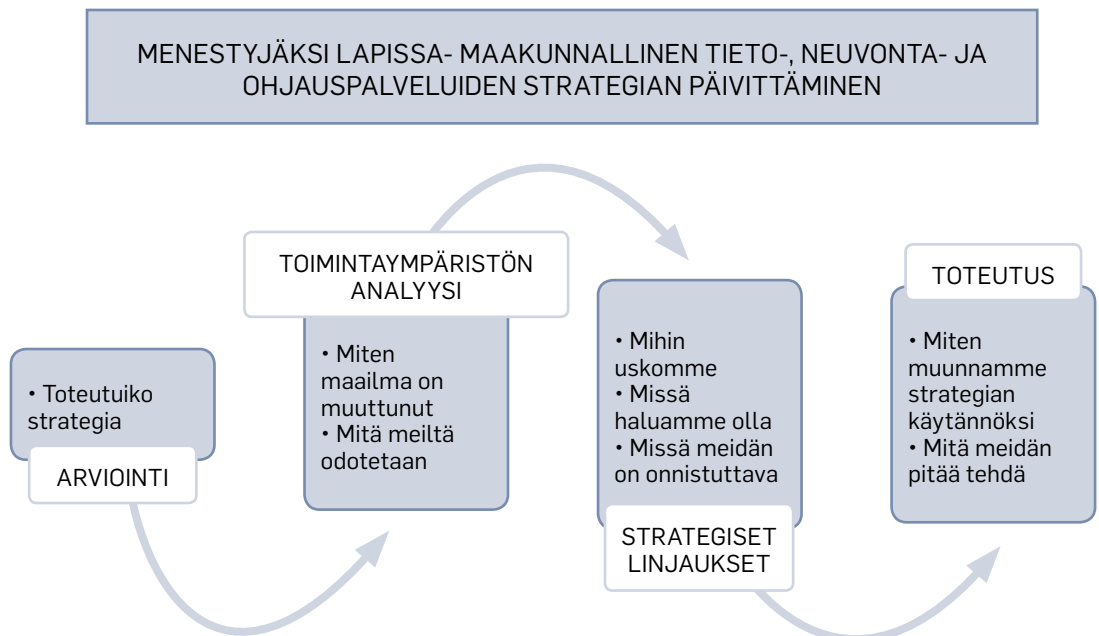 MENESTYJÄKSI LAPISSA- MAAKUNNALLINEN TIETO-, NEUVONTA- JA
OHJAUSPALVELUIDEN STRATEGIAN PÄIVITTÄMINEN
• Toteutuiko
strategia
ARVIOINTI
TOIMINTAYMPÄRISTÖN
ANALYYSI
• Miten
maailma on
muuttunut
• Mitä meiltä
odotetaan
• Mihin
uskomme
• Missä
haluamme olla
• Missä meidän
on onnistuttava
STRATEGISET
LINJAUKSET
TOTEUTUS
• Miten
muunnamme
strategian
käytännöksi
• Mitä meidän
pitää tehdä